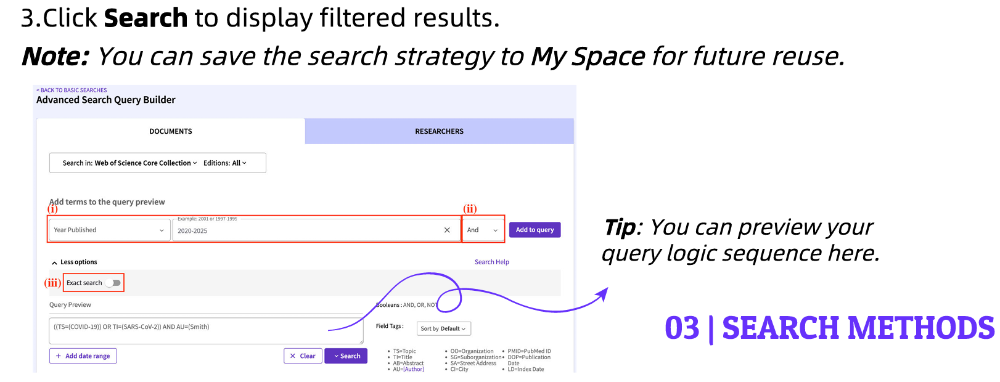 3.Click Search to display filtered results.
Note: You can save the search strategy to My Space for future reuse.
< BACK TO BASIC SEARCHES
Advanced Search Query Builder
DOCUMENTS
RESEARCHERS
Search in: Web of Science Core Collection Editions: All
Add terms to the query preview
(i)
(ii)
Example: 2001 or 1997-1999
Year Published
2020-2025
And
Add to query
Tip: You can preview your
query logic sequence here.
Less options
Search Help
(iii)
Exact search
Query Preview
Booleans : AND, OR, NOT
((TS=(COVID-19)) OR TI=(SARS-CoV-2)) AND AU=(Smith)
Field Tags :
Sort by Default
03 | SEARCH METHODS
+ Add date range
× Clear
Search
• TS=Topic
• TI=Title
• AB=Abstract
• AU=[Author]
• OO=Organization
• SG=Suborganization
• SA=Street Address
• CI=City
• PMID=PubMed ID
• DOP=Publication
Date
• LD=Index Date